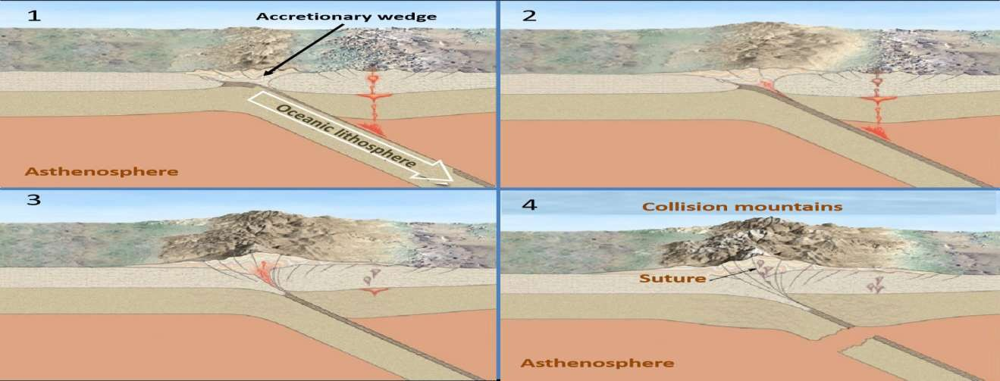 1
Accretionary wedge
Oceanic lithosphere
Asthenosphere
2
3
4
Collision mountains
Suture
Asthenosphere